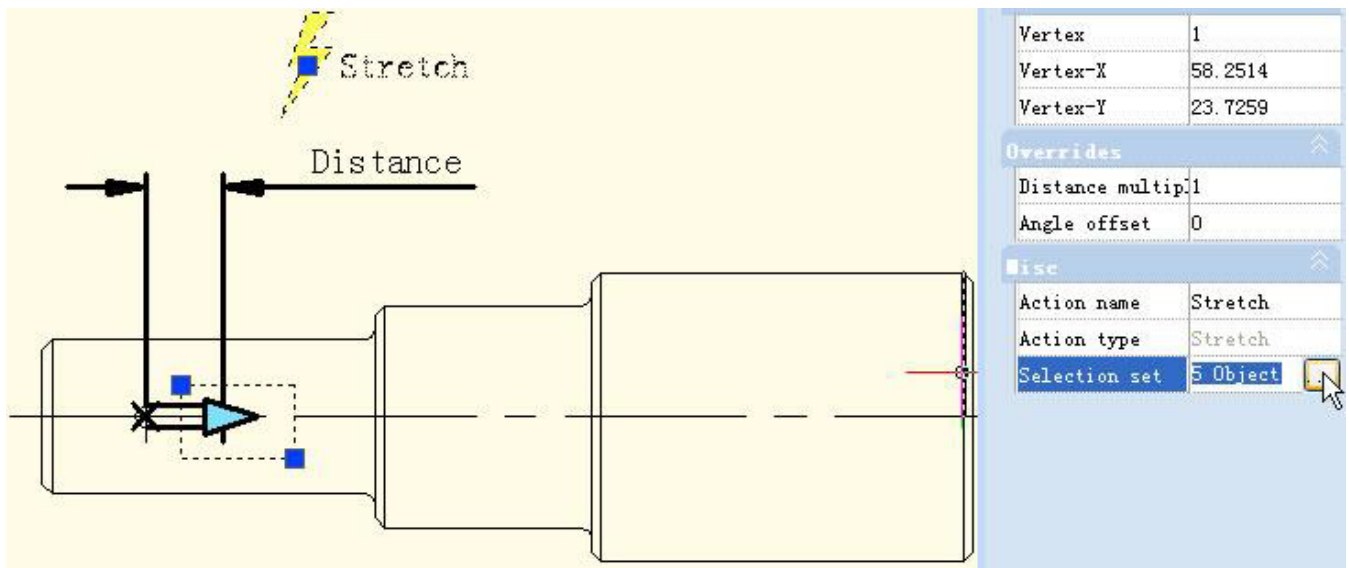 Stretch
Distance
Vertex 1
Vertex-X 58.2514
Vertex-Y 23.7259
Overrides
Distance multip. 1
Angle offset 0
Misc
Action name Stretch
Action type Stretch
Selection set 5 Object ...